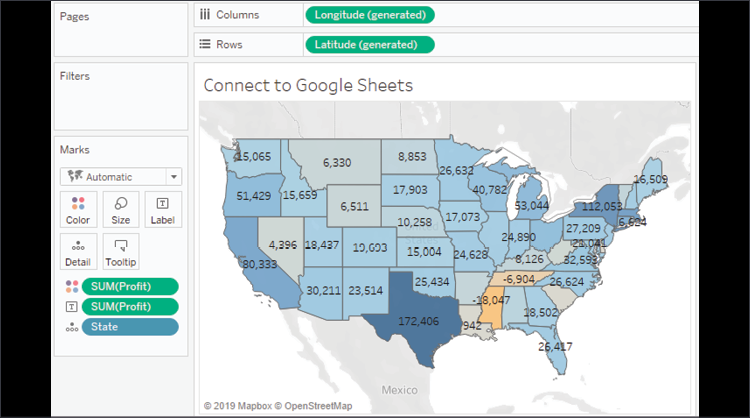 Pages
Columns Longitude (generated)
Rows Latitude (generated)
Filters
Connect to Google Sheets
Marks
Automatic
Color Size Label
Detail Tooltip
SUM(Profit)
SUM(Profit)
State
15,065
6,330
8,853
26,632
16,509
51,429
15,659
17,903
40,782
53,044
112,053
6,511
17,073
6,624
27,209
10,258
4,396
18,437
19,693
15,004
24,890
21,041
80,333
24,628
8,126
32,593
30,211
23,514
25,434
-6,904
26,624
-18,047
172,406
942
18,502
26,417
Mexico
© 2019 Mapbox © OpenStreetMap